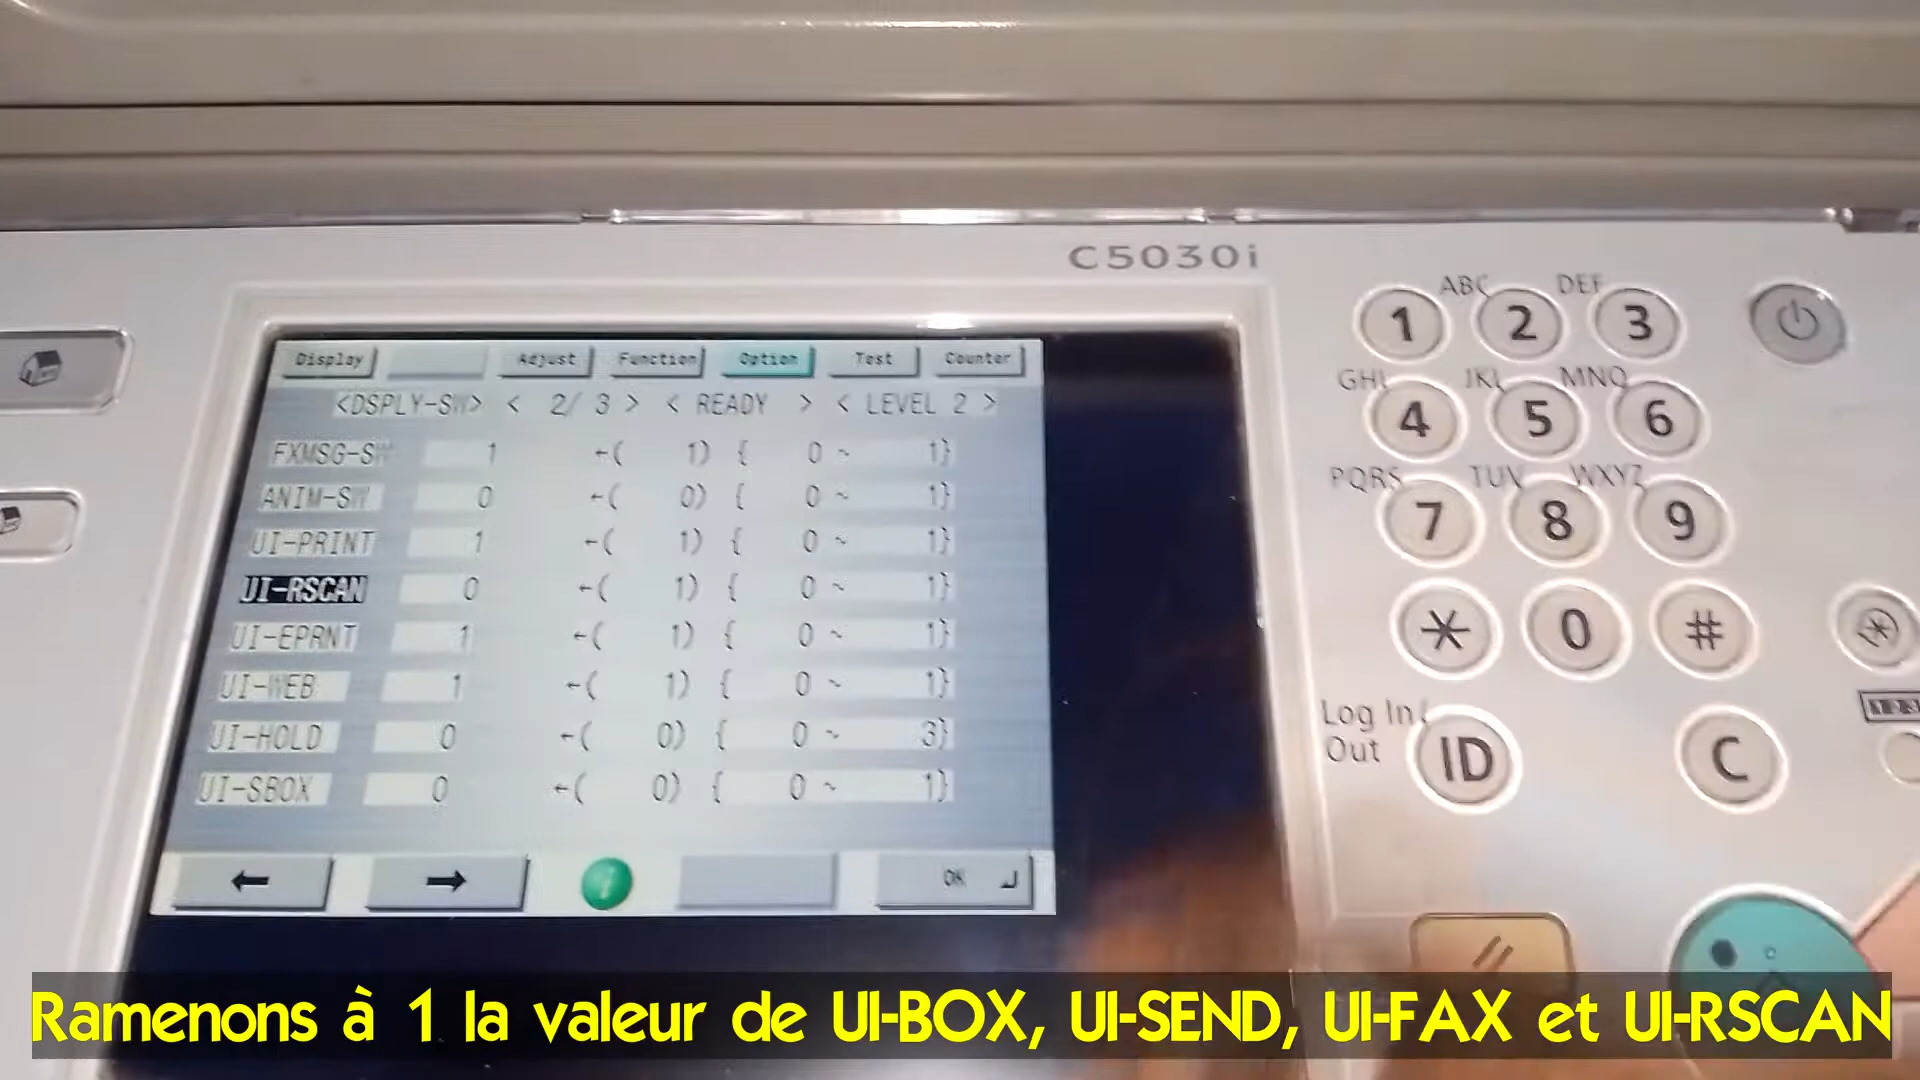 C5030i
Display Adjust Function Option Test Counter
<DSPLY-SW> < 2/ 3 > < READY > < LEVEL 2 >
FXMSG-SW 1 ←( 1) { 0 ~ 1}
ANIM-SW 0 ←( 0) { 0 ~ 1}
UI-PRINT 1 ←( 1) { 0 ~ 1}
UI-RSCAN 0 ←( 1) { 0 ~ 1}
UI-EPRNT 1 ←( 1) { 0 ~ 1}
UI-WEB 1 ←( 1) { 0 ~ 1}
UI-HOLD 0 ←( 0) { 0 ~ 3}
UI-SBOX 0 ←( 0) { 0 ~ 1}
← → OK
ABC DEF
1 2 3
GHI JKL MNO
4 5 6
PQRS TUV WXYZ
7 8 9
* 0 #
Log In/
Out
ID C
Ramenons à 1 la valeur de UI-BOX, UI-SEND, UI-FAX et UI-RSCAN